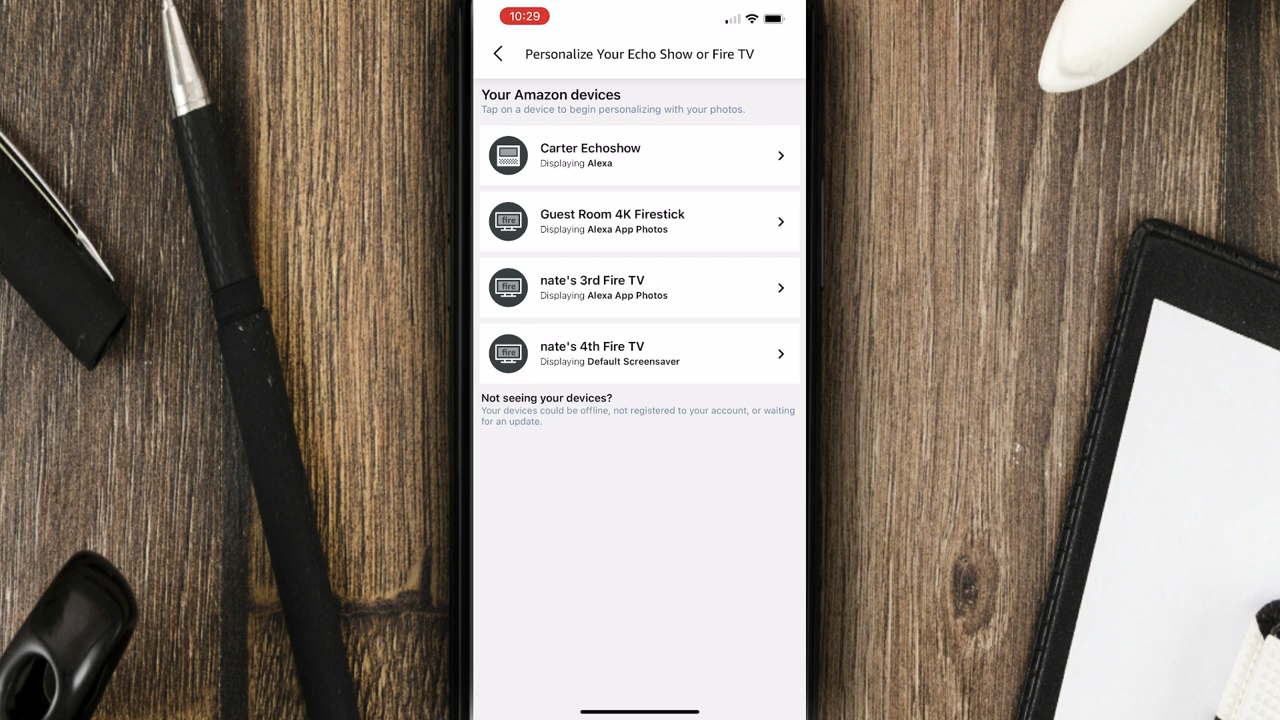 10:29
Personalize Your Echo Show or Fire TV
Your Amazon devices
Tap on a device to begin personalizing with your photos.
Carter Echoshow
Displaying Alexa
fire
Guest Room 4K Firestick
Displaying Alexa App Photos
fire
nate's 3rd Fire TV
Displaying Alexa App Photos
fire
nate's 4th Fire TV
Displaying Default Screensaver
Not seeing your devices?
Your devices could be offline, not registered to your account, or waiting
for an update.